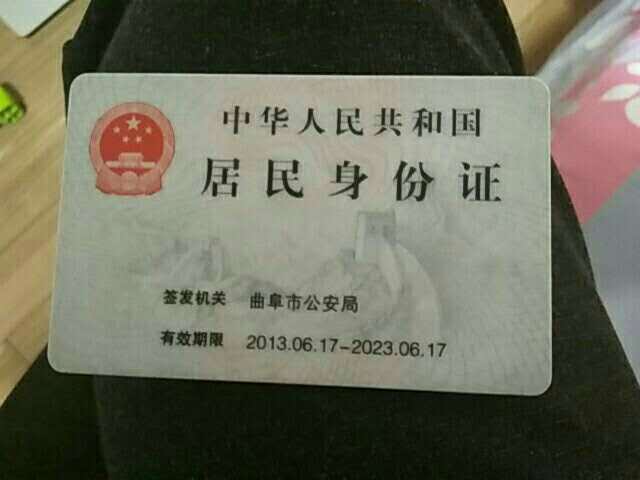 中华人民共和国
居民身份证
签发机关 曲阜市公安局
有效期限 2013.06.17-2023.06.17